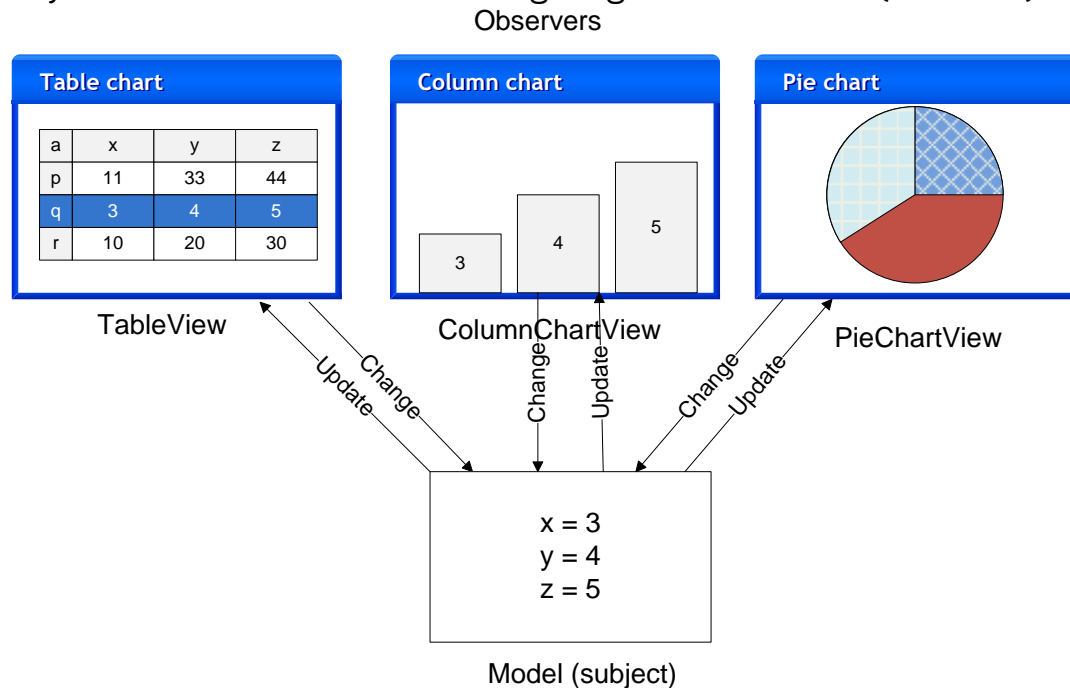 Observers
Table chart
a x y z
p 11 33 44
q 3 4 5
r 10 20 30
TableView
Column chart
3 4 5
ColumnChartView
Pie chart
PieChartView
Update
Change
Change
Update
Change
Update
x = 3
y = 4
z = 5
Model (subject)